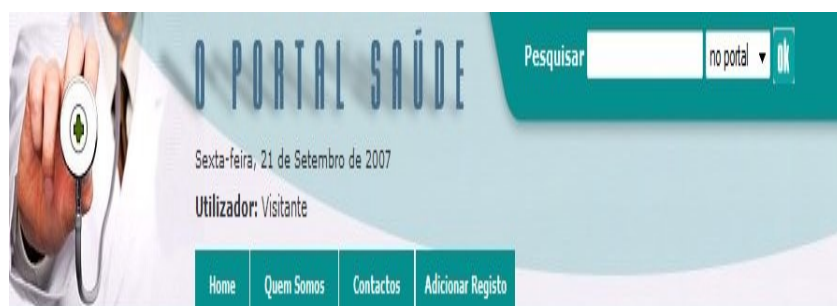 O PORTAL SAÚDE
Pesquisar no portal ok
Sexta-feira, 21 de Setembro de 2007
Utilizador: Visitante
Home Quem Somos Contactos Adicionar Registo